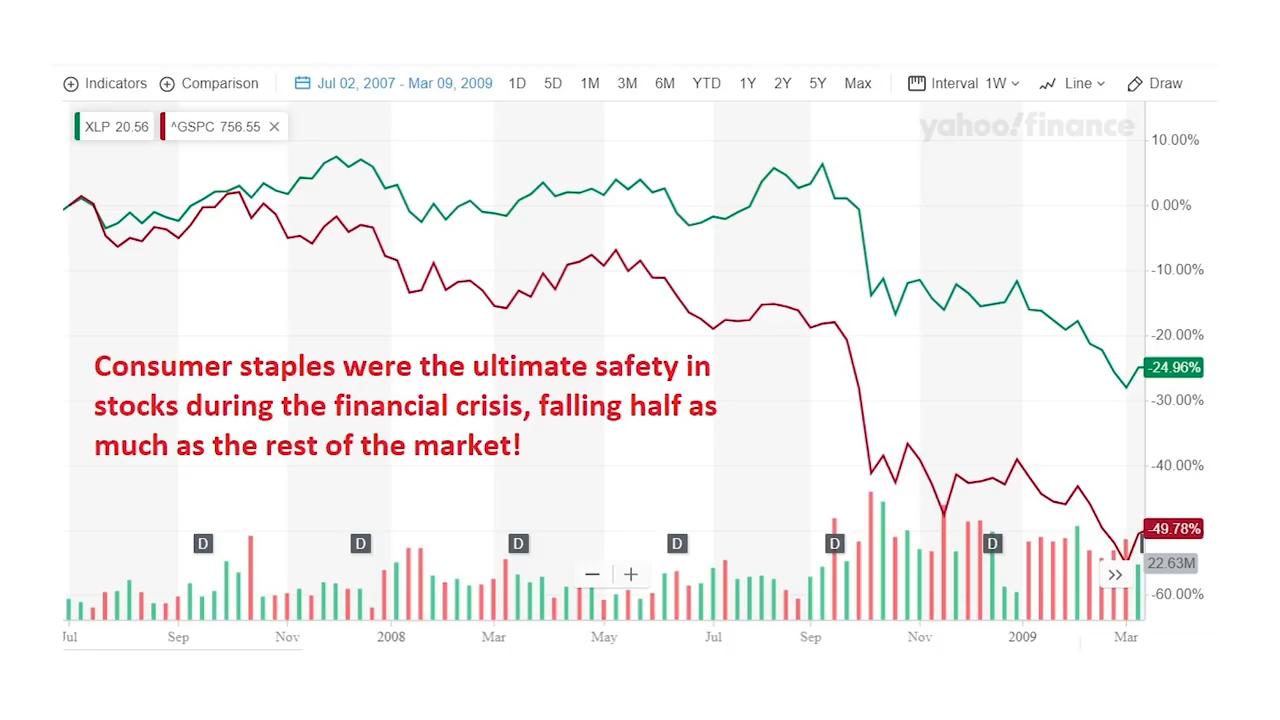 Indicators Comparison Jul 02, 2007 - Mar 09, 2009 1D 5D 1M 3M 6M YTD 1Y 2Y 5Y Max Interval 1W Line Draw
XLP 20.56 ^GSPC 756.55
yahoo!finance
10.00%
0.00%
-10.00%
-20.00%
Consumer staples were the ultimate safety in
stocks during the financial crisis, falling half as
much as the rest of the market!
-24.96%
-30.00%
-40.00%
-49.78%
D D D D D D
22.63M
-60.00%
Jul Sep Nov 2008 Mar May Jul Sep Nov 2009 Mar